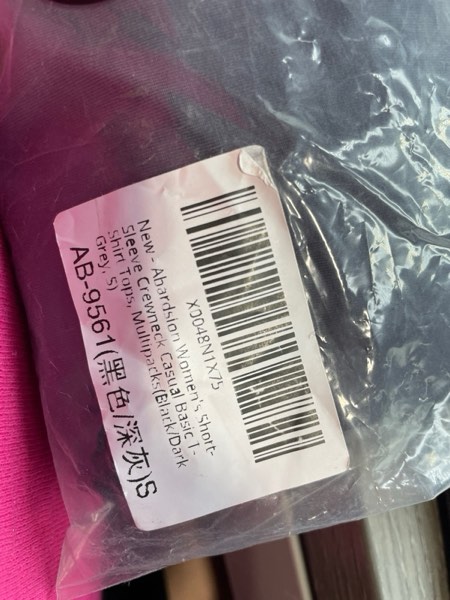 X004BN1X75
New - Abardsion Women's Short-
Sleeve Crewneck Casual Basic T-
Shirt Tops, Multipacks(Black/Dark
Grey, S)
AB-9561(黑色/深灰)S